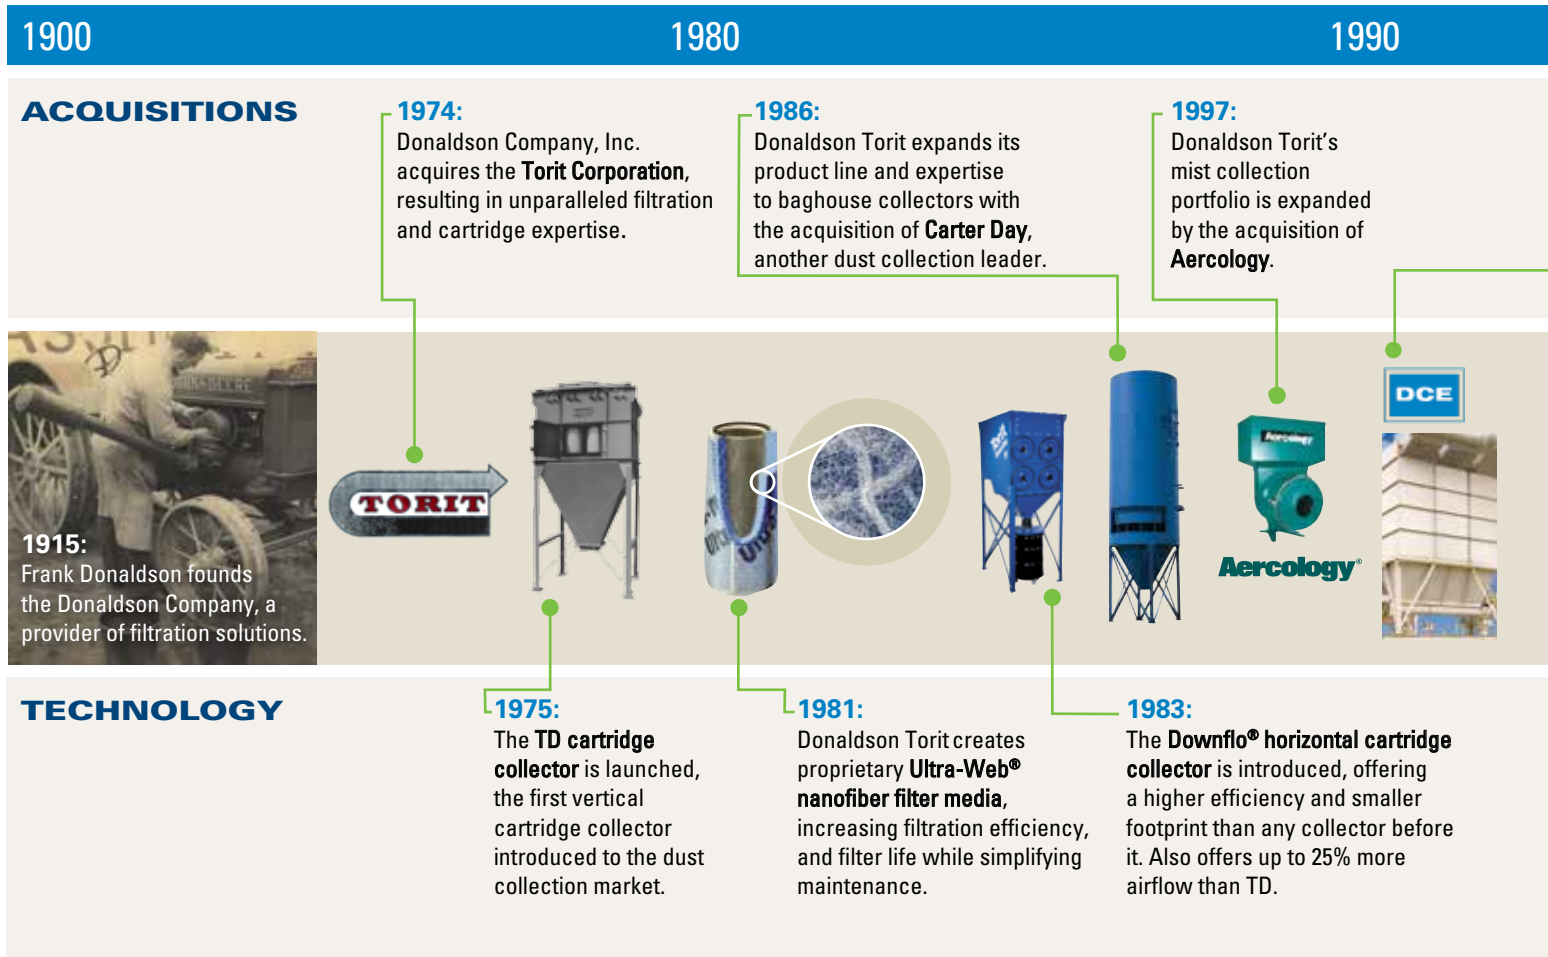 1900
1980
1990
ACQUISITIONS
1974:
Donaldson Company, Inc.
acquires the Torit Corporation,
resulting in unparalleled filtration
and cartridge expertise.
1986:
Donaldson Torit expands its
product line and expertise
to baghouse collectors with
the acquisition of Carter Day,
another dust collection leader.
1997:
Donaldson Torit's
mist collection
portfolio is expanded
by the acquisition of
Aercology.
1915:
Frank Donaldson founds
the Donaldson Company, a
provider of filtration solutions.
TORIT
Torit
Aercology
Aercology®
DCE
TECHNOLOGY
1975:
The TD cartridge
collector is launched,
the first vertical
cartridge collector
introduced to the dust
collection market.
1981:
Donaldson Torit creates
proprietary Ultra-Web®
nanofiber filter media,
increasing filtration efficiency,
and filter life while simplifying
maintenance.
1983:
The Downflo® horizontal cartridge
collector is introduced, offering
a higher efficiency and smaller
footprint than any collector before
it. Also offers up to 25% more
airflow than TD.